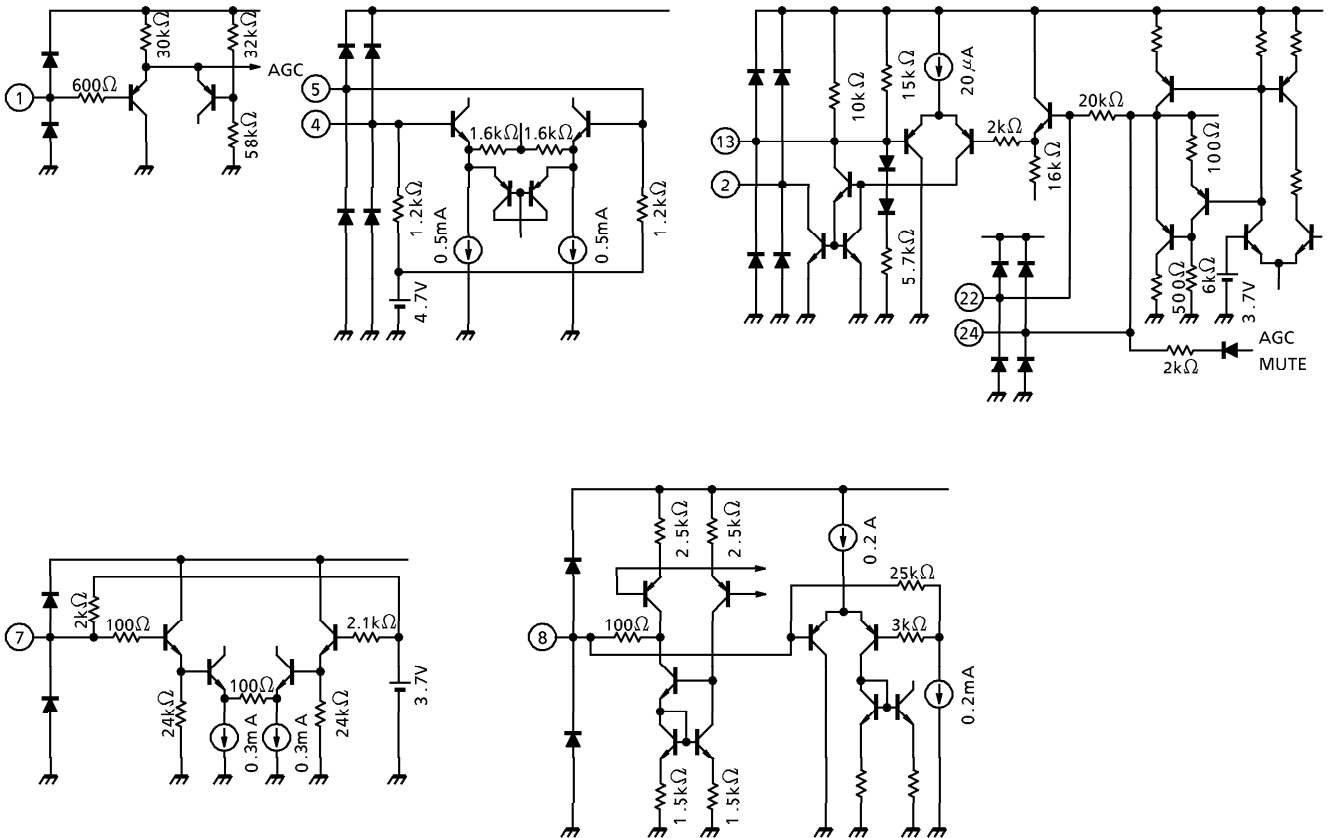 1
600Ω
30kΩ
32kΩ
AGC
58kΩ
5
4
1.6kΩ 1.6kΩ
1.2kΩ
0.5mA
0.5mA
1.2kΩ
4.7V
13
2
10kΩ
15kΩ
20μA
2kΩ
16kΩ
5.7kΩ
20kΩ
100Ω
500Ω
6kΩ
3.7V
22
24
2kΩ
AGC
MUTE
7
2kΩ
100Ω
2.1kΩ
100Ω
24kΩ
0.3mA
0.3mA
24kΩ
3.7V
8
2.5kΩ
2.5kΩ
100Ω
1.5kΩ
1.5kΩ
0.2A
25kΩ
3kΩ
0.2mA